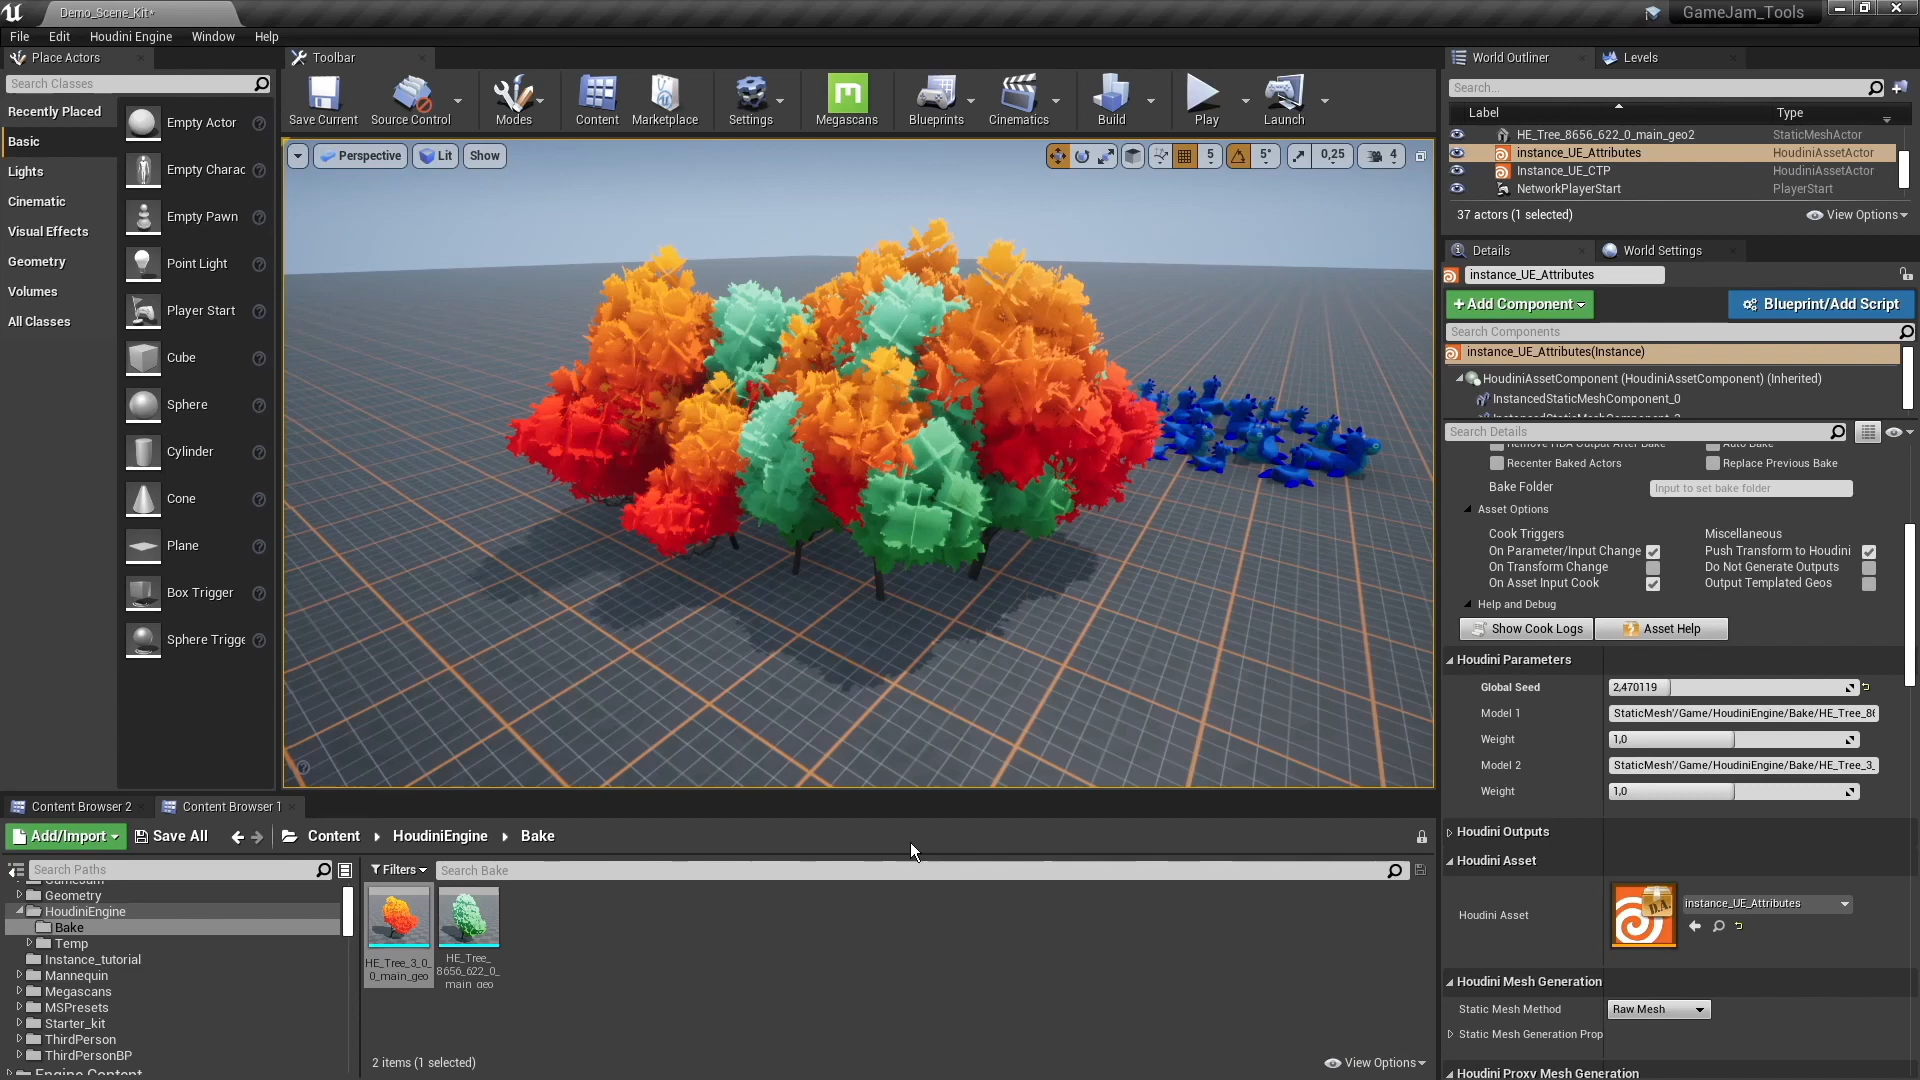 Demo_Scene_Kit*
GameJam_Tools
File Edit Houdini Engine Window Help
Place Actors
Search Classes
Recently Placed
Basic
Lights
Cinematic
Visual Effects
Geometry
Volumes
All Classes
Empty Actor
Empty Charac
Empty Pawn
Point Light
Player Start
Cube
Sphere
Cylinder
Cone
Plane
Box Trigger
Sphere Trigge
Toolbar
Save Current
Source Control
Modes
Content
Marketplace
Settings
Megascans
Blueprints
Cinematics
Build
Play
Launch
Perspective Lit Show
5 5° 0,25 4
World Outliner Levels
Search...
Label Type
HE_Tree_8656_622_0_main_geo2 StaticMeshActor
instance_UE_Attributes HoudiniAssetActor
Instance_UE_CTP HoudiniAssetActor
NetworkPlayerStart PlayerStart
37 actors (1 selected) View Options
Details World Settings
instance_UE_Attributes
+Add Component Blueprint/Add Script
Search Components
instance_UE_Attributes(Instance)
HoudiniAssetComponent (HoudiniAssetComponent) (Inherited)
InstancedStaticMeshComponent_0
Search Details
Remove HDA Output After Bake Auto Bake
Recenter Baked Actors Replace Previous Bake
Bake Folder Input to set bake folder
Asset Options
Cook Triggers Miscellaneous
On Parameter/Input Change Push Transform to Houdini
On Transform Change Do Not Generate Outputs
On Asset Input Cook Output Templated Geos
Help and Debug
Show Cook Logs Asset Help
Houdini Parameters
Global Seed 2,470119
Model 1 StaticMesh'/Game/HoudiniEngine/Bake/HE_Tree_86
Weight 1,0
Model 2 StaticMesh'/Game/HoudiniEngine/Bake/HE_Tree_3_
Weight 1,0
Houdini Outputs
Houdini Asset
Houdini Asset D.A. instance_UE_Attributes
Houdini Mesh Generation
Static Mesh Method Raw Mesh
Static Mesh Generation Prop
Houdini Proxy Mesh Generation
Content Browser 2 Content Browser 1
Add/Import Save All Content HoudiniEngine Bake
Search Paths
GameJam
Geometry
HoudiniEngine
Bake
Temp
Instance_tutorial
Mannequin
Megascans
MSPresets
Starter_kit
ThirdPerson
ThirdPersonBP
Engine Content
Filters Search Bake
HE_Tree_3_0_
0_main_geo
HE_Tree_
8656_622_0_
main_geo
2 items (1 selected) View Options